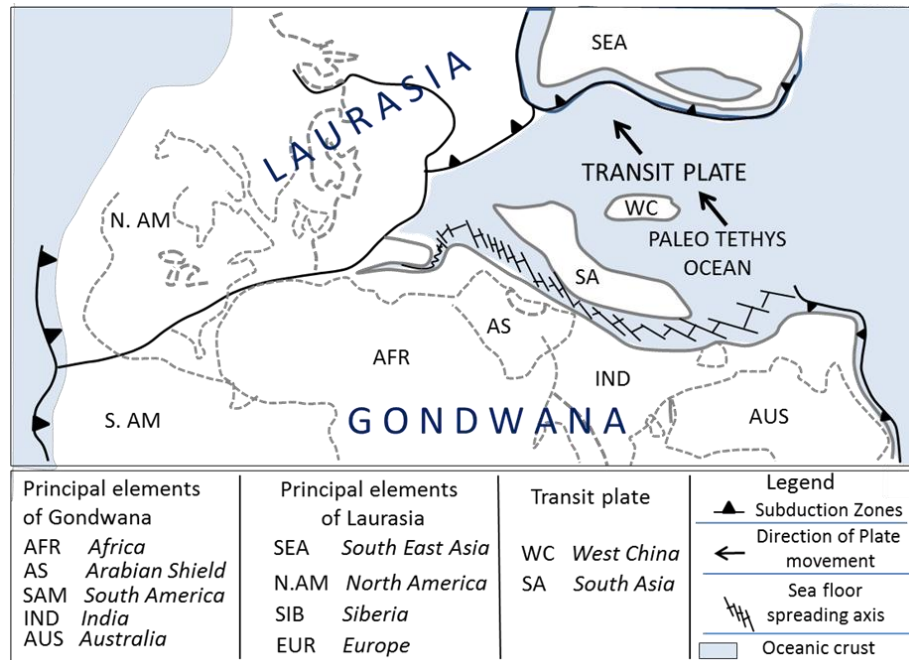 SEA
LAURASIA
TRANSIT PLATE
N. AM
WC
PALEO TETHYS
OCEAN
SA
AS
AFR
IND
S. AM
GONDWANA
AUS
Principal elements
of Gondwana
AFR Africa
AS Arabian Shield
SAM South America
IND India
AUS Australia
Principal elements
of Laurasia
SEA South East Asia
N.AM North America
SIB Siberia
EUR Europe
Transit plate
WC West China
SA South Asia
Legend
Subduction Zones
Direction of Plate
movement
Sea floor
spreading axis
Oceanic crust